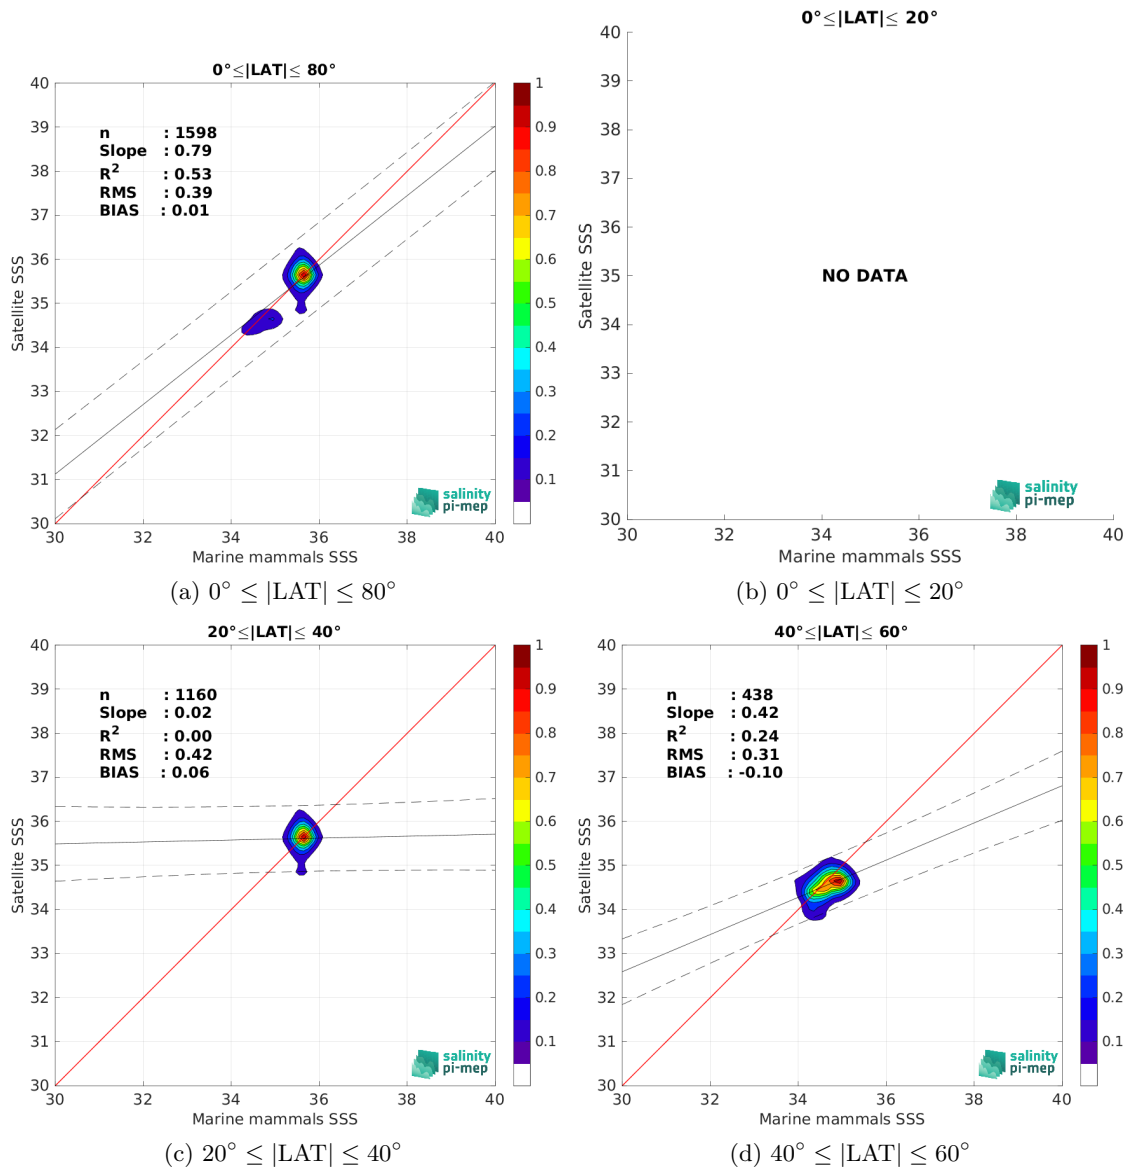 0°≤|LAT|≤ 80°
40
39
38
37
36
35
34
33
32
31
30
Satellite SSS
n : 1598
Slope : 0.79
R² : 0.53
RMS : 0.39
BIAS : 0.01
salinity
pi-mep
30 32 34 36 38 40
Marine mammals SSS
1
0.9
0.8
0.7
0.6
0.5
0.4
0.3
0.2
0.1
(a) 0° ≤ |LAT| ≤ 80°
0°≤|LAT|≤ 20°
40
39
38
37
36
35
34
33
32
31
30
Satellite SSS
NO DATA
salinity
pi-mep
30 32 34 36 38 40
Marine mammals SSS
(b) 0° ≤ |LAT| ≤ 20°
20°≤|LAT|≤ 40°
40
39
38
37
36
35
34
33
32
31
30
Satellite SSS
n : 1160
Slope : 0.02
R² : 0.00
RMS : 0.42
BIAS : 0.06
salinity
pi-mep
30 32 34 36 38 40
Marine mammals SSS
1
0.9
0.8
0.7
0.6
0.5
0.4
0.3
0.2
0.1
(c) 20° ≤ |LAT| ≤ 40°
40°≤|LAT|≤ 60°
40
39
38
37
36
35
34
33
32
31
30
Satellite SSS
n : 438
Slope : 0.42
R² : 0.24
RMS : 0.31
BIAS : -0.10
salinity
pi-mep
30 32 34 36 38 40
Marine mammals SSS
1
0.9
0.8
0.7
0.6
0.5
0.4
0.3
0.2
0.1
(d) 40° ≤ |LAT| ≤ 60°